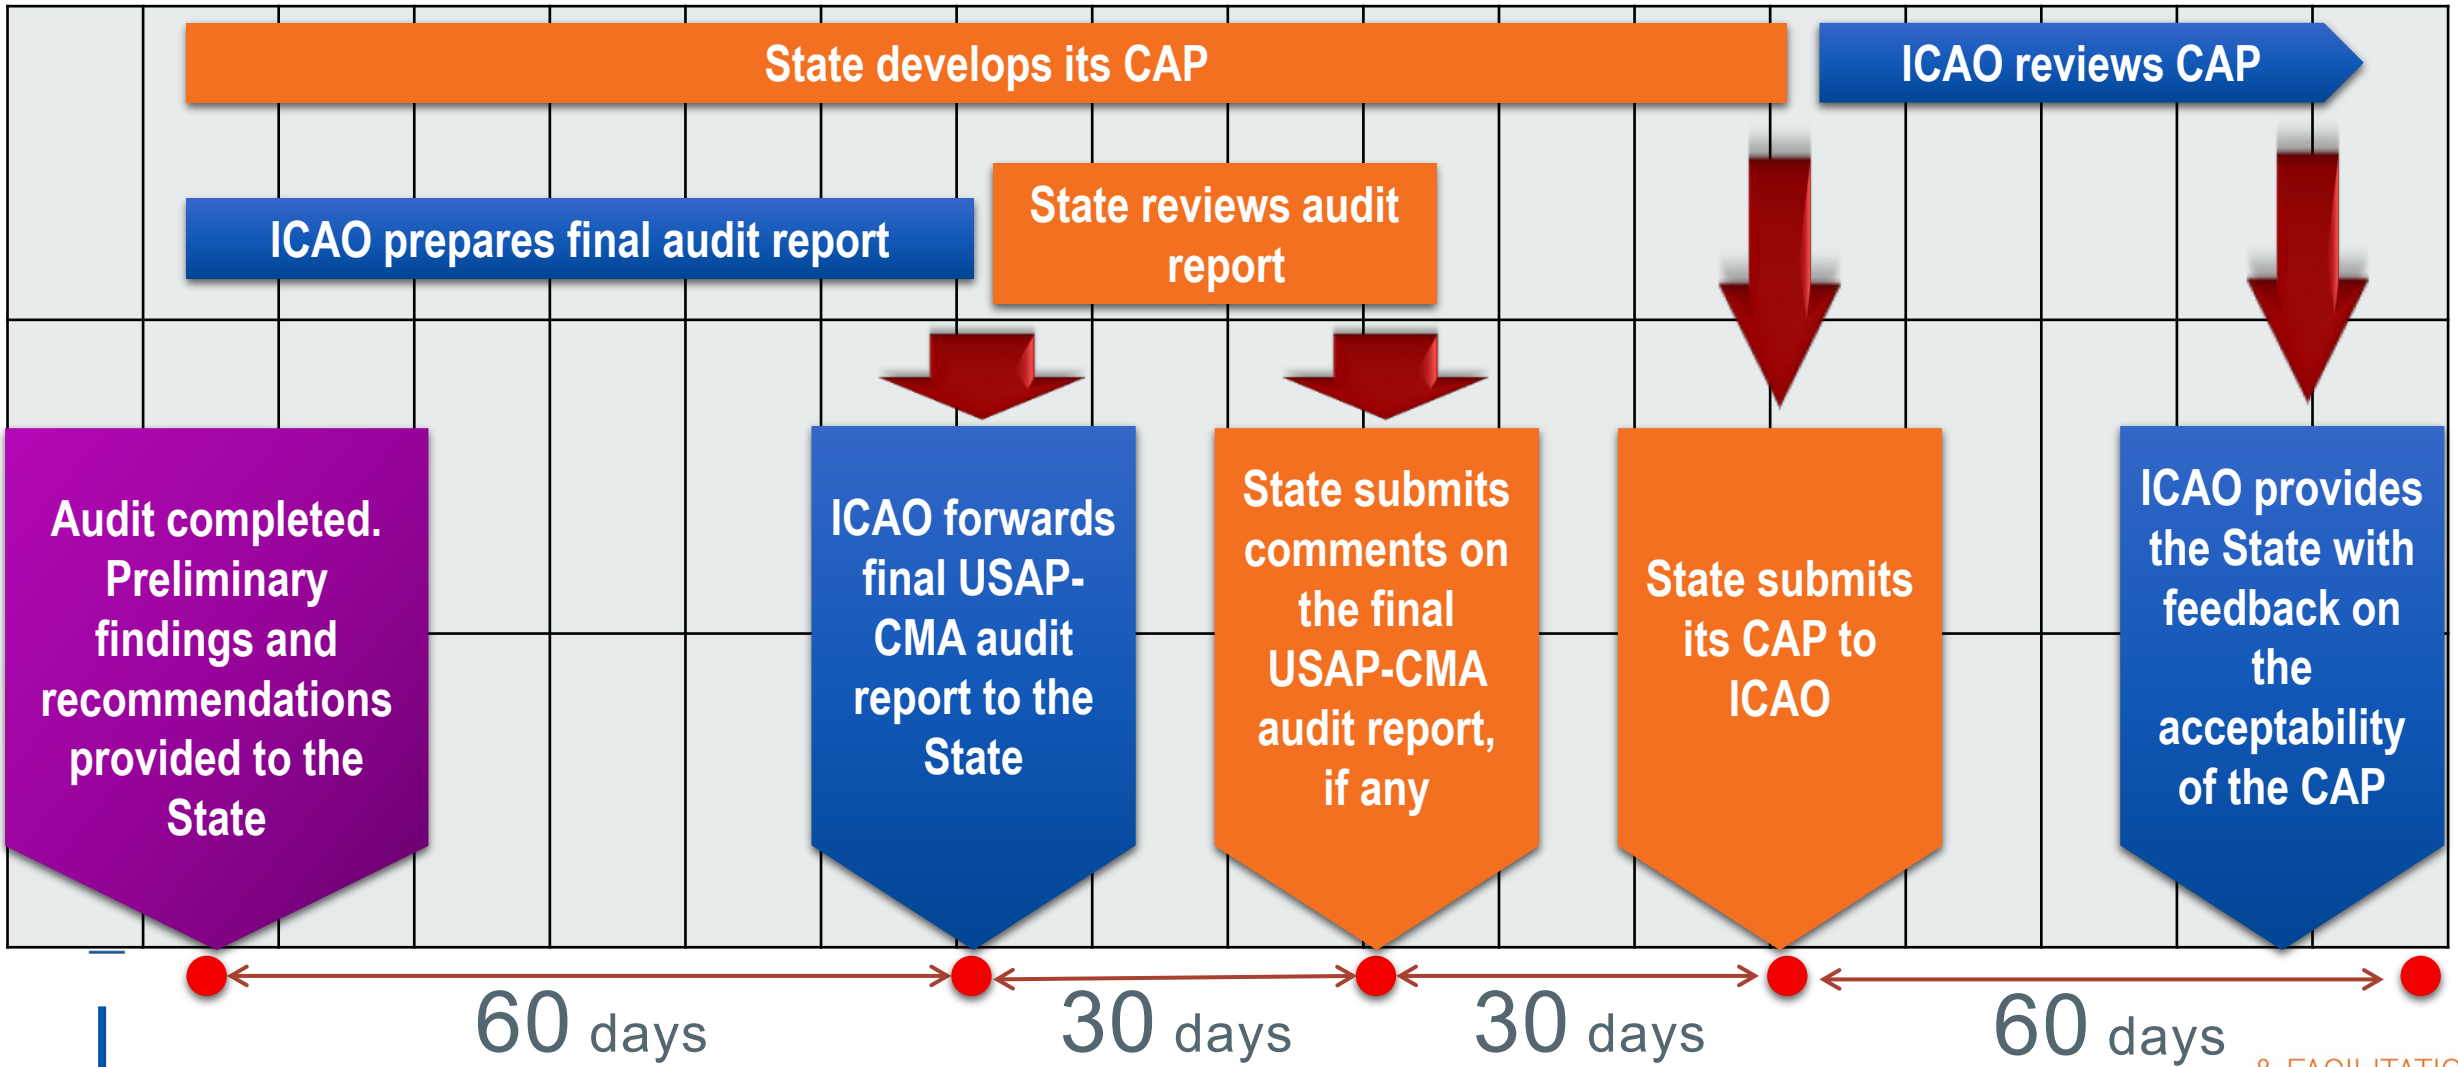 State develops its CAP
ICAO reviews CAP
ICAO prepares final audit report
State reviews audit
report
Audit completed.
Preliminary
findings and
recommendations
provided to the
State
ICAO forwards
final USAP-
CMA audit
report to the
State
State submits
comments on
the final
USAP-CMA
audit report,
if any
State submits
its CAP to
ICAO
ICAO provides
the State with
feedback on
the
acceptability
of the CAP
60 days
30 days
30 days
60 days